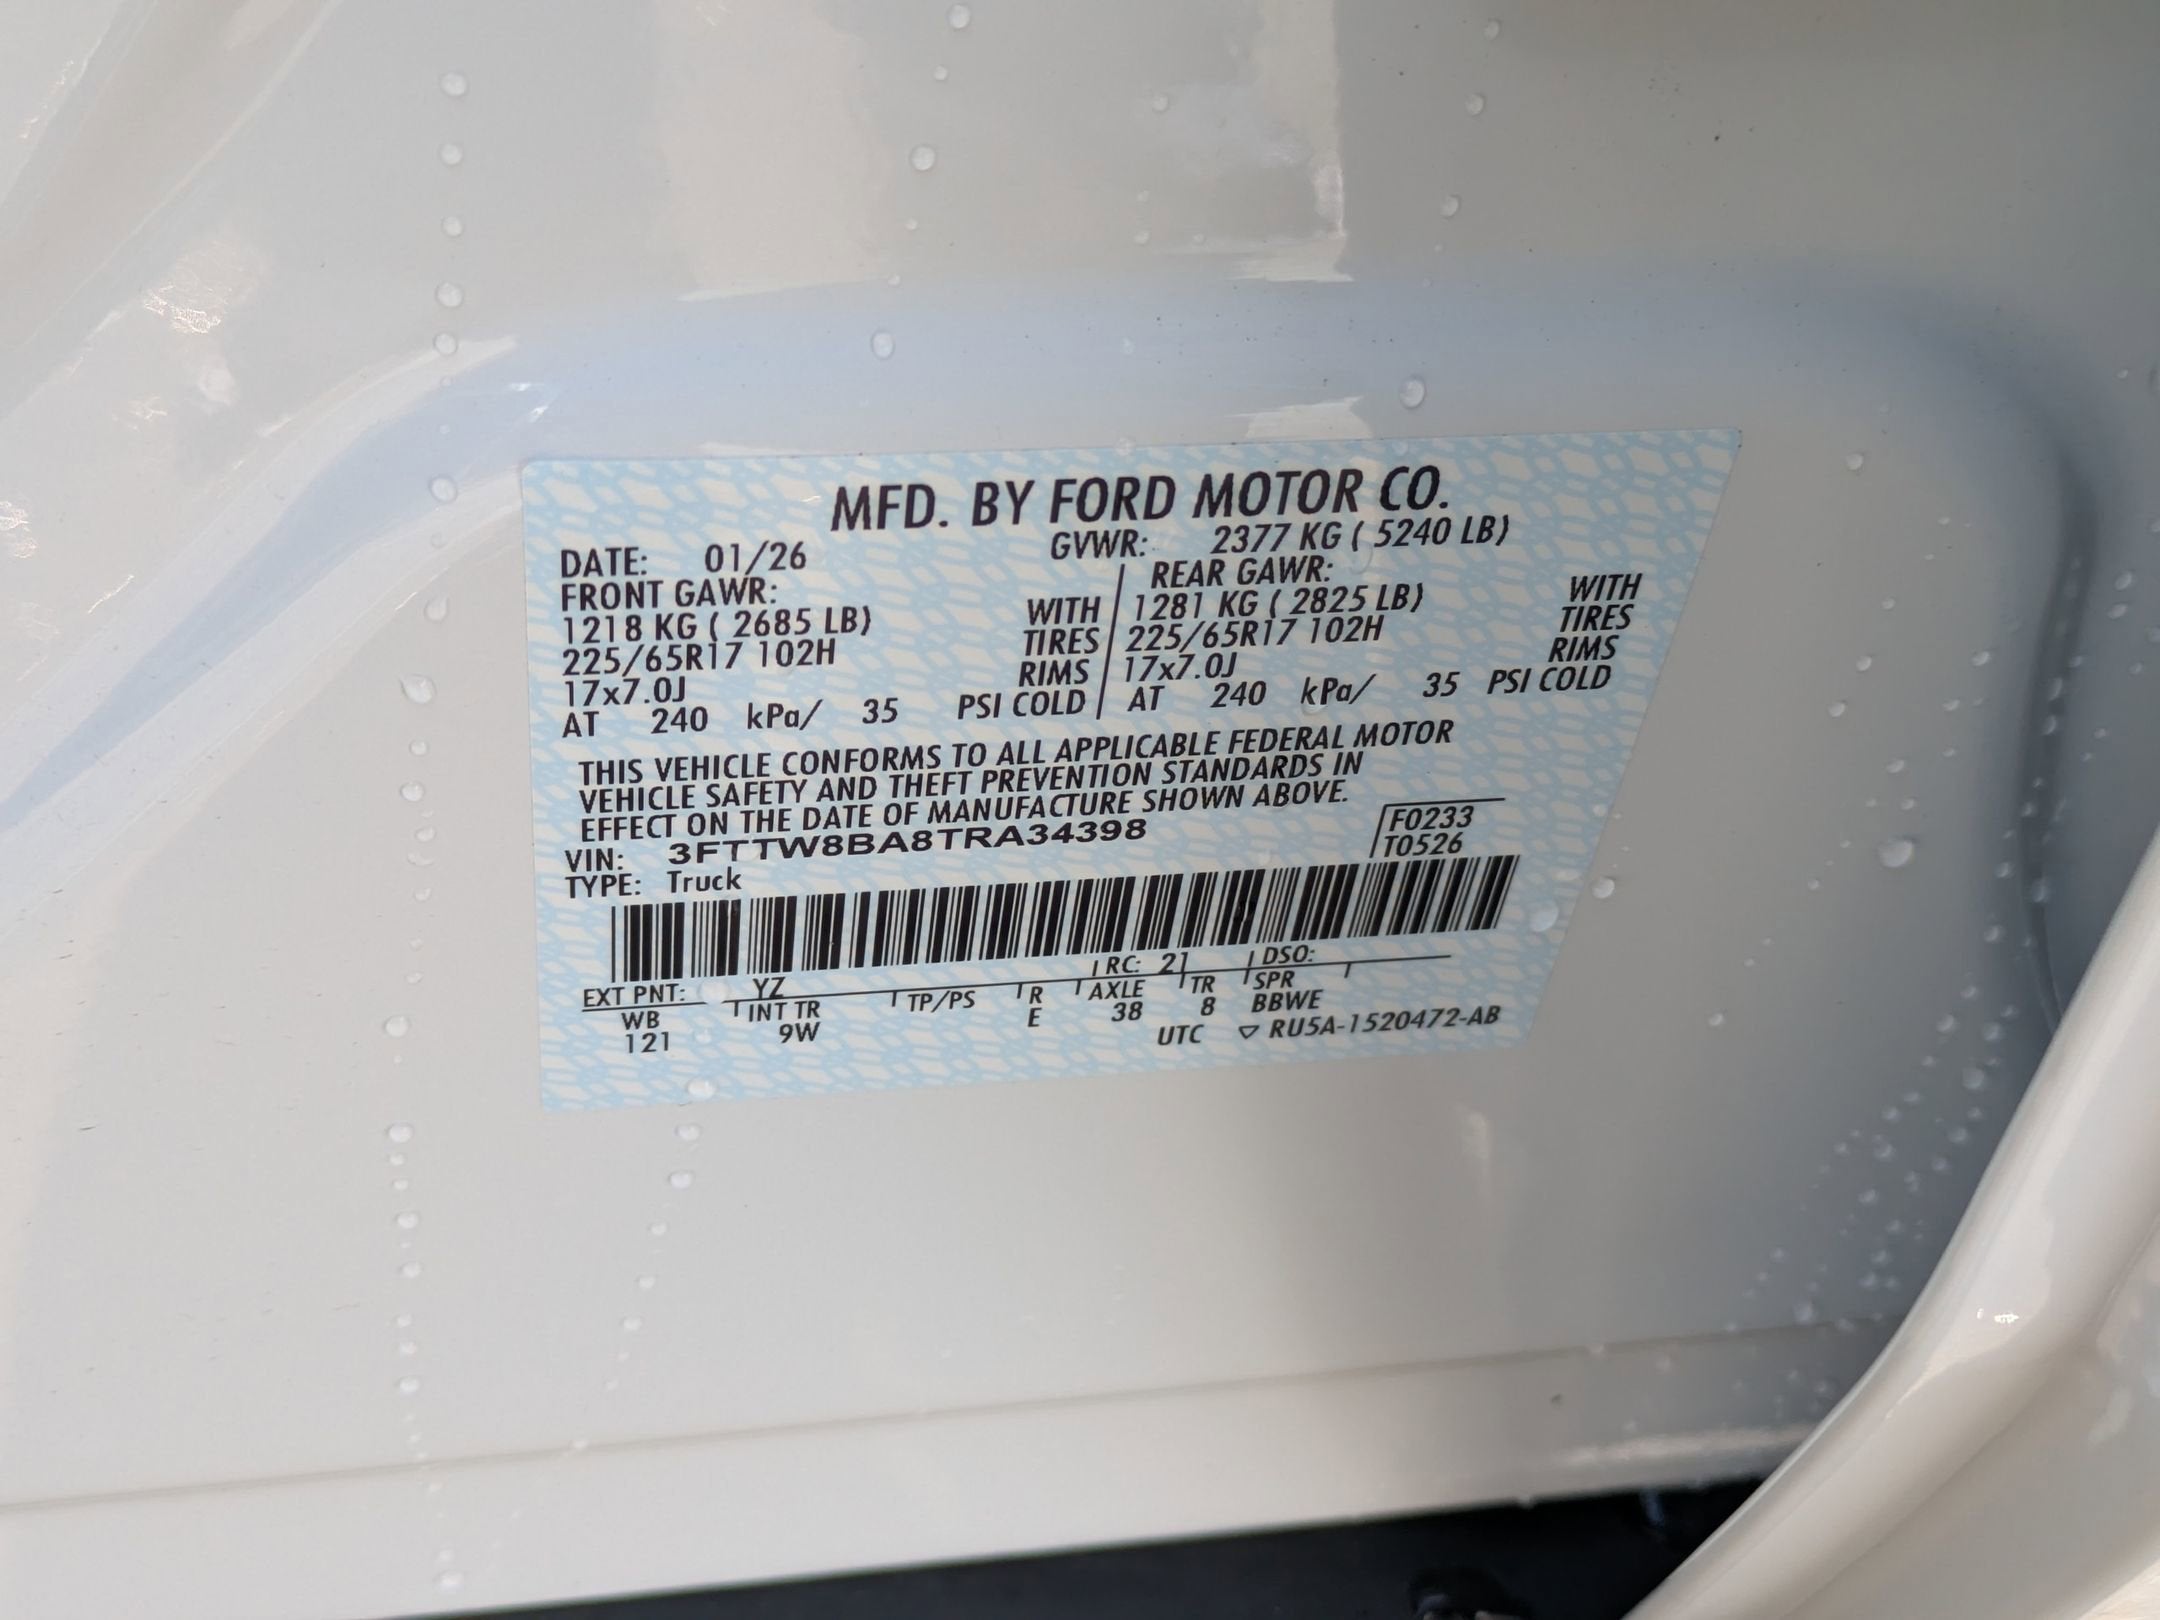 MFD. BY FORD MOTOR CO.
DATE: 01/26 GVWR: 2377 KG ( 5240 LB)
FRONT GAWR: REAR GAWR:
1218 KG ( 2685 LB) WITH 1281 KG ( 2825 LB) WITH
225/65R17 102H TIRES 225/65R17 102H TIRES
17x7.0J RIMS 17x7.0J RIMS
AT 240 kPa/ 35 PSI COLD AT 240 kPa/ 35 PSI COLD
THIS VEHICLE CONFORMS TO ALL APPLICABLE FEDERAL MOTOR
VEHICLE SAFETY AND THEFT PREVENTION STANDARDS IN
EFFECT ON THE DATE OF MANUFACTURE SHOWN ABOVE.
VIN: 3FTTW8BA8TRA34398 F0233
TYPE: Truck T0526
EXT PNT: YZ RC: 21 DSO:
WB INT TR TP/PS R AXLE TR SPR
121 9W E 38 8 BBWE
UTC ▽ RU5A-1520472-AB